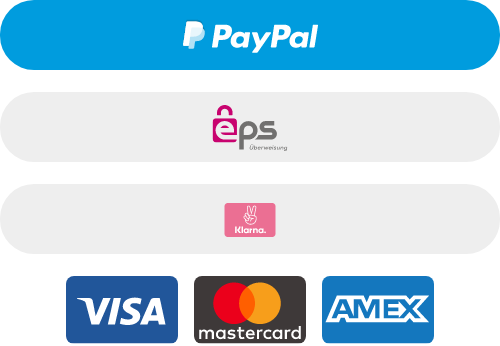 PayPal
eps
Überweisung
Klarna.
VISA
mastercard
AMEX